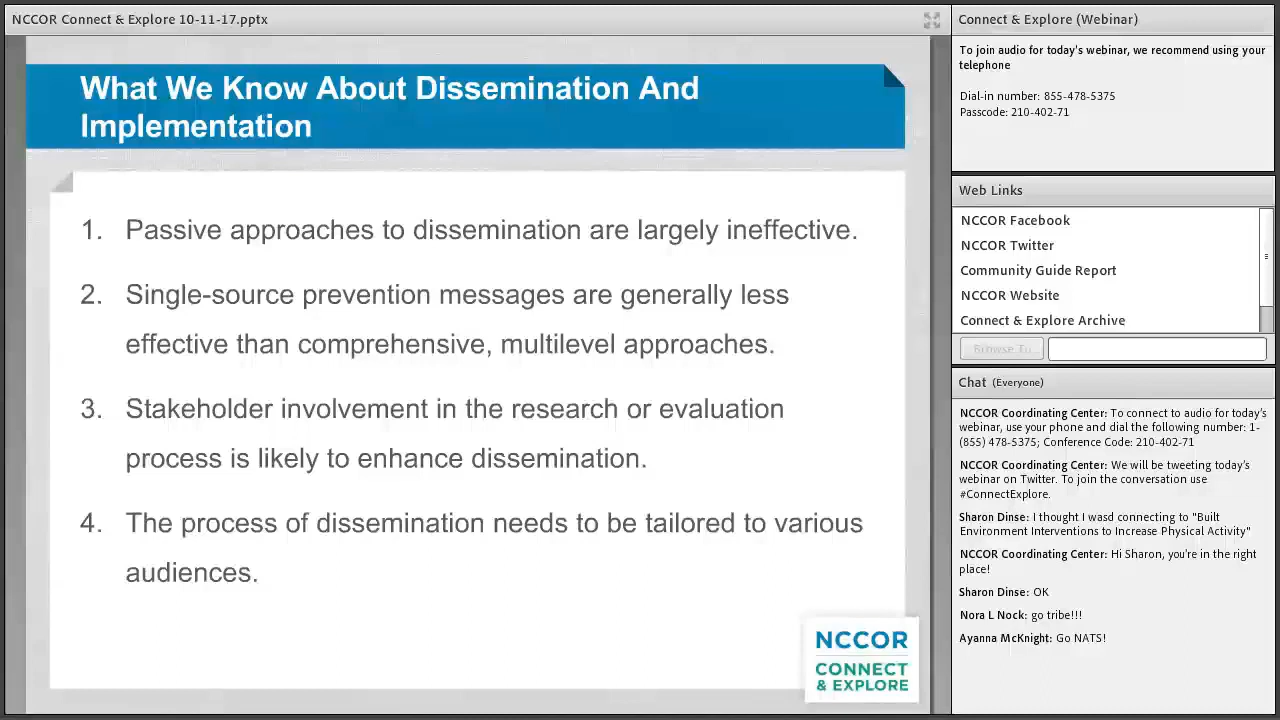 NCCOR Connect & Explore 10-11-17.pptx
What We Know About Dissemination And
Implementation
1. Passive approaches to dissemination are largely ineffective.
2. Single-source prevention messages are generally less
effective than comprehensive, multilevel approaches.
3. Stakeholder involvement in the research or evaluation
process is likely to enhance dissemination.
4. The process of dissemination needs to be tailored to various
audiences.
NCCOR
CONNECT
& EXPLORE
Connect & Explore (Webinar)
To join audio for today's webinar, we recommend using your
telephone
Dial-in number: 855-478-5375
Passcode: 210-402-71
Web Links
NCCOR Facebook
NCCOR Twitter
Community Guide Report
NCCOR Website
Connect & Explore Archive
Browse To
Chat (Everyone)
NCCOR Coordinating Center: To connect to audio for today's
webinar, use your phone and dial the following number: 1-
(855) 478-5375; Conference Code: 210-402-71
NCCOR Coordinating Center: We will be tweeting today's
webinar on Twitter. To join the conversation use
#ConnectExplore.
Sharon Dinse: I thought I wasd connecting to "Built
Environment Interventions to Increase Physical Activity"
NCCOR Coordinating Center: Hi Sharon, you're in the right
place!
Sharon Dinse: OK
Nora L Nock: go tribe!!!
Ayanna McKnight: Go NATS!